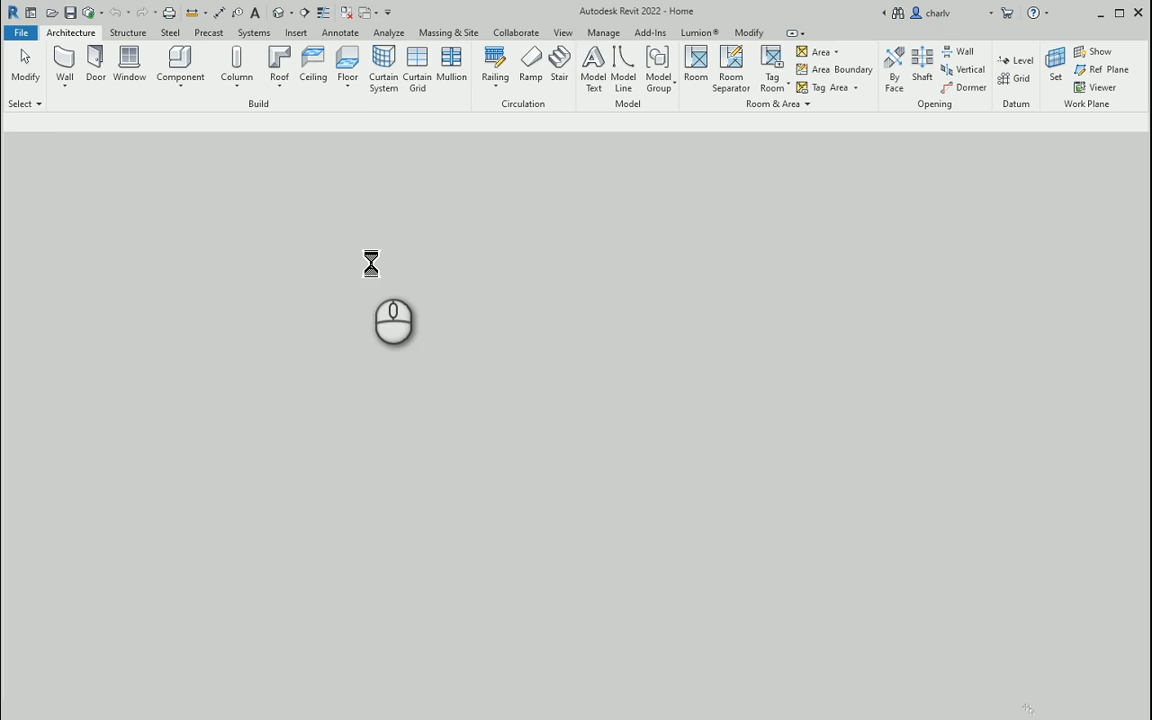 Autodesk Revit 2022 - Home
charlv
File Architecture Structure Steel Precast Systems Insert Annotate Analyze Massing & Site Collaborate View Manage Add-Ins Lumion® Modify
Modify
Wall
Door
Window
Component
Column
Roof
Ceiling
Floor
Curtain
System
Curtain
Grid
Mullion
Railing
Ramp
Stair
Model
Text
Model
Line
Model
Group
Room
Room
Separator
Tag
Room
Area
Area Boundary
Tag Area
By
Face
Shaft
Wall
Vertical
Dormer
Level
Grid
Set
Show
Ref Plane
Viewer
Select
Build
Circulation
Model
Room & Area
Opening
Datum
Work Plane